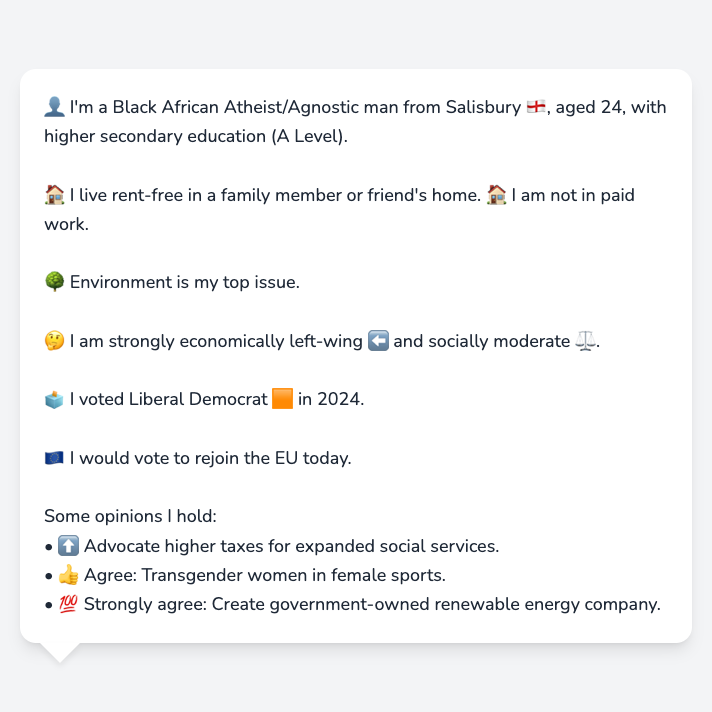 👤 I'm a Black African Atheist/Agnostic man from Salisbury 🏴󠁧󠁢󠁥󠁮󠁧󠁿, aged 24, with
higher secondary education (A Level).
🏠 I live rent-free in a family member or friend's home. 🏠 I am not in paid
work.
🌳 Environment is my top issue.
🤔 I am strongly economically left-wing ⬅️ and socially moderate ⚖️.
🗳️ I voted Liberal Democrat 🟧 in 2024.
🇪🇺 I would vote to rejoin the EU today.
Some opinions I hold:
• ⬆️ Advocate higher taxes for expanded social services.
• 👍 Agree: Transgender women in female sports.
• 💯 Strongly agree: Create government-owned renewable energy company.